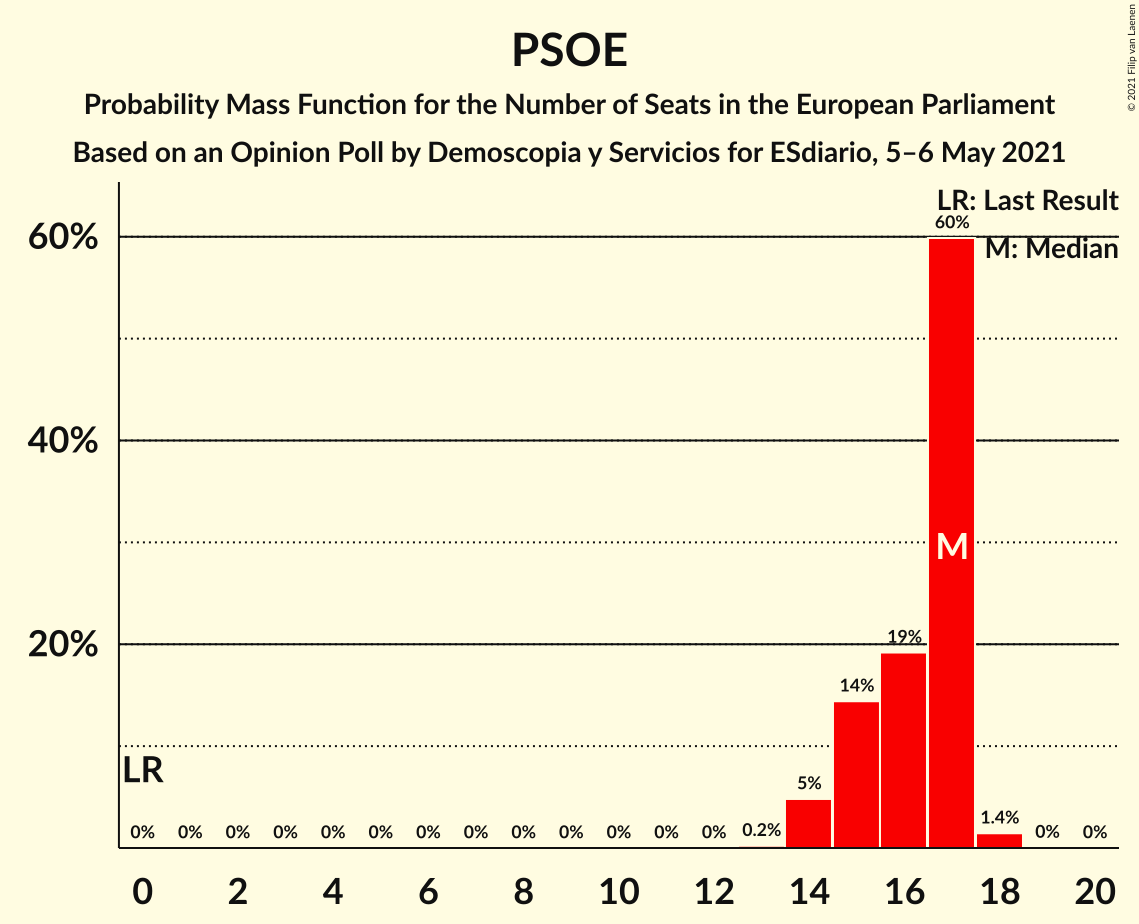 PSOE
Probability Mass Function for the Number of Seats in the European Parliament
Based on an Opinion Poll by Demoscopia y Servicios for ESdiario, 5–6 May 2021
© 2021 Filip van Laenen
LR: Last Result
M: Median
60%
40%
20%
60%
M
19%
14%
LR
5%
0% 0% 0% 0% 0% 0% 0% 0% 0% 0% 0% 0% 0% 0.2% 1.4% 0% 0%
0 2 4 6 8 10 12 14 16 18 20